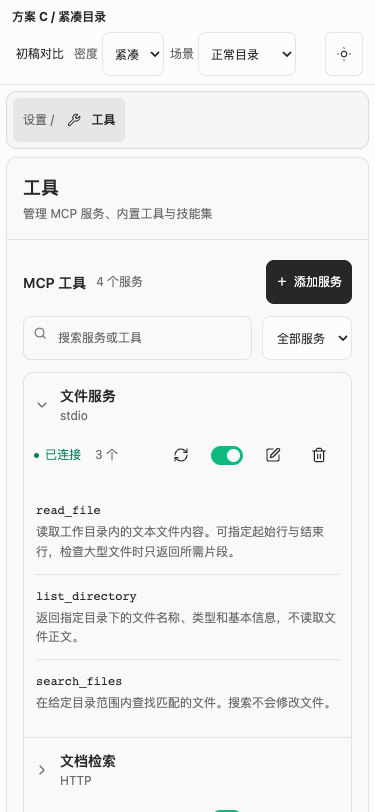 方案 C / 紧凑目录
初稿对比 密度 紧凑 场景 正常目录
设置 / 工具
工具
管理 MCP 服务、内置工具与技能集
MCP 工具 4 个服务 + 添加服务
搜索服务或工具 全部服务
文件服务
stdio
已连接 3 个
read_file
读取工作目录内的文本文件内容。可指定起始行与结束
行，检查大型文件时只返回所需片段。
list_directory
返回指定目录下的文件名称、类型和基本信息，不读取文
件正文。
search_files
在给定目录范围内查找匹配的文件。搜索不会修改文件。
文档检索
HTTP